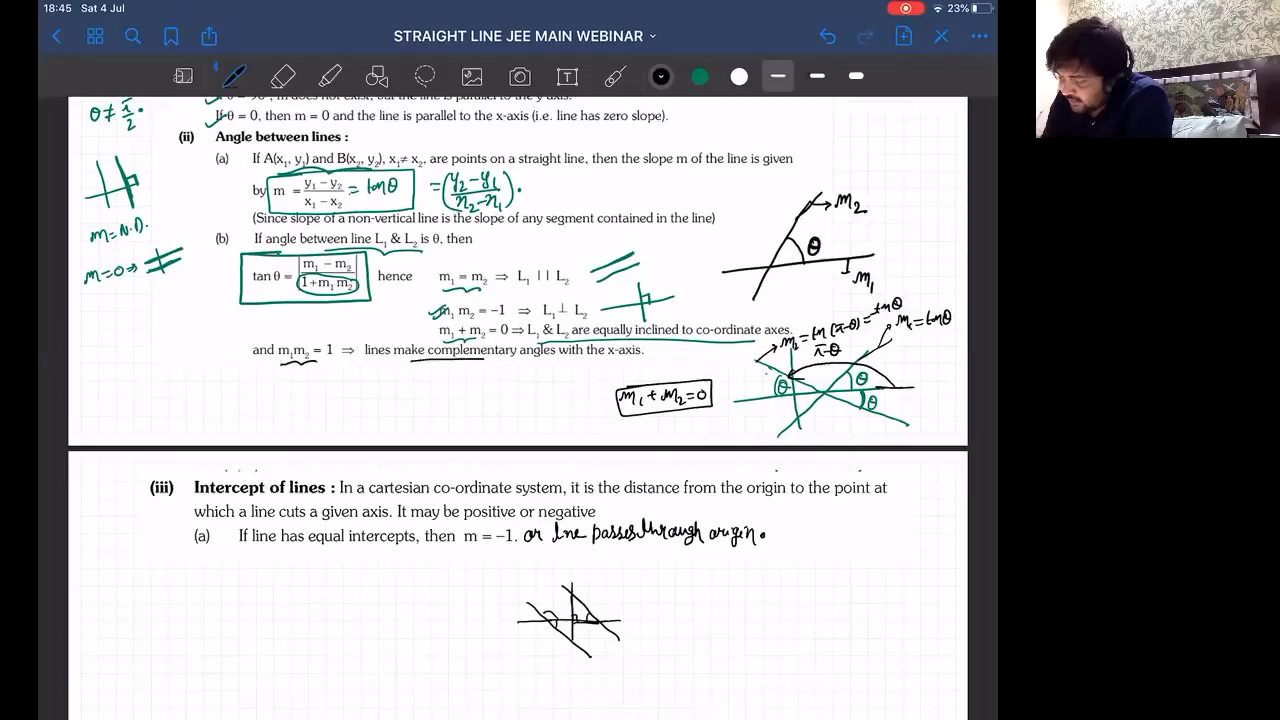 18:45 Sat 4 Jul
23%
STRAIGHT LINE JEE MAIN WEBINAR
If θ = 0, then m = 0 and the line is parallel to the x-axis (i.e. line has zero slope).
θ ≠ π/2 .
(ii) Angle between lines :
(a) If A(x₁, y₁) and B(x₂, y₂), x₁≠ x₂, are points on a straight line, then the slope m of the line is given
by m = (y₁ – y₂)/(x₁ – x₂) = tanθ = (y₂ – y₁)/(x₂ – x₁) .
(Since slope of a non-vertical line is the slope of any segment contained in the line)
m = N.D.
(b) If angle between line L₁ & L₂ is θ, then
m = 0 ⇒
tan θ = |(m₁ – m₂)/(1+m₁ m₂)| hence m₁ = m₂ ⇒ L₁ | | L₂
m₁ m₂ = –1 ⇒ L₁ ⊥ L₂
m₁ + m₂ = 0 ⇒ L₁ & L₂ are equally inclined to co-ordinate axes.
and m₁m₂ = 1 ⇒ lines make complementary angles with the x-axis.
m₂
θ
m₁
m₂ = tan(π-θ) = -tanθ
m₁ = tanθ
π-θ
θ
θ
θ
m₁ + m₂ = 0
(iii) Intercept of lines : In a cartesian co-ordinate system, it is the distance from the origin to the point at
which a line cuts a given axis. It may be positive or negative
(a) If line has equal intercepts, then m = –1. or line passes through origin.